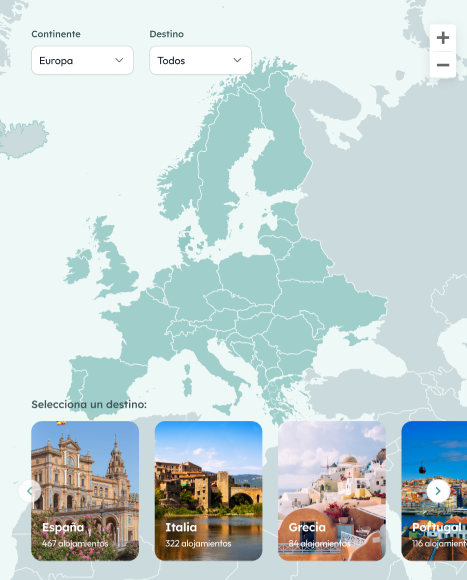 Continente
Destino
Europa
Todos
Selecciona un destino:
España
467 alojamientos
Italia
322 alojamientos
Grecia
84 alojamientos
Portugal
116 alojamientos